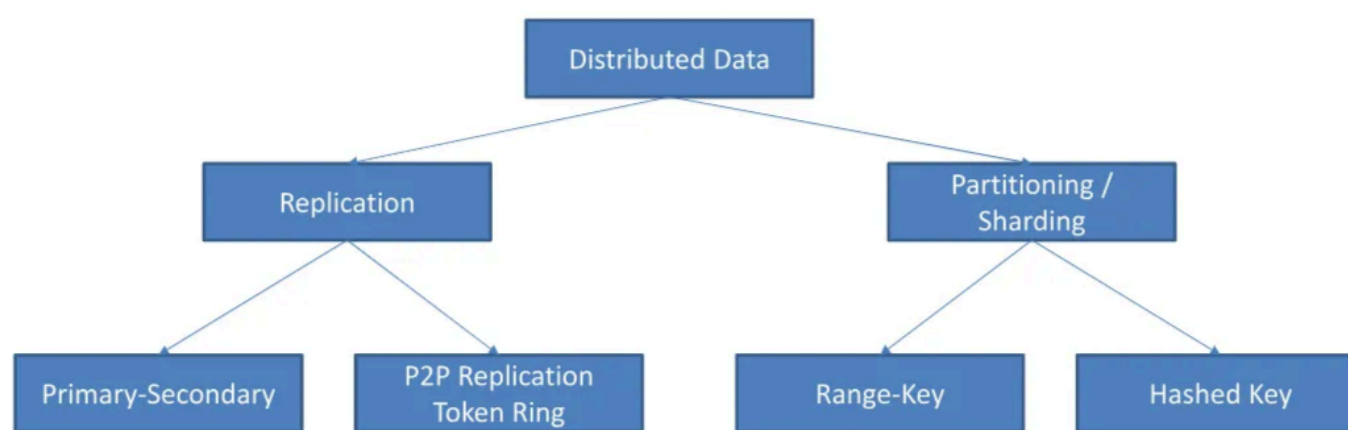 Distributed Data
Replication
Partitioning /
Sharding
Primary-Secondary
P2P Replication
Token Ring
Range-Key
Hashed Key